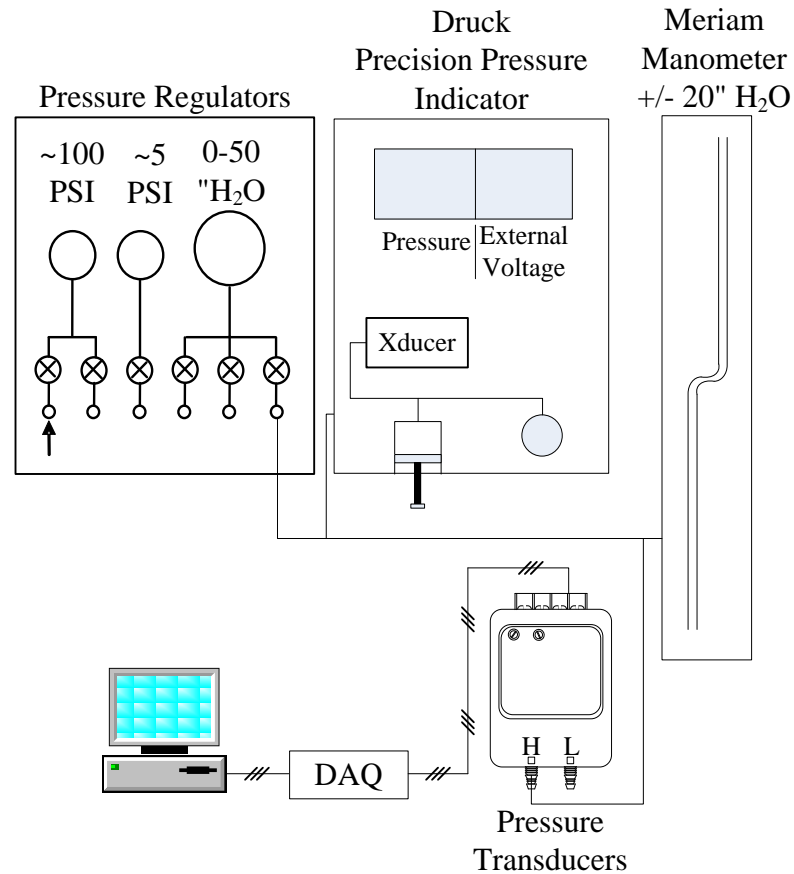 Pressure Regulators
~100
PSI
~5
PSI
0-50
"H₂O
Druck
Precision Pressure
Indicator
Pressure
External
Voltage
Xducer
Meriam
Manometer
+/- 20" H₂O
DAQ
H L
Pressure
Transducers